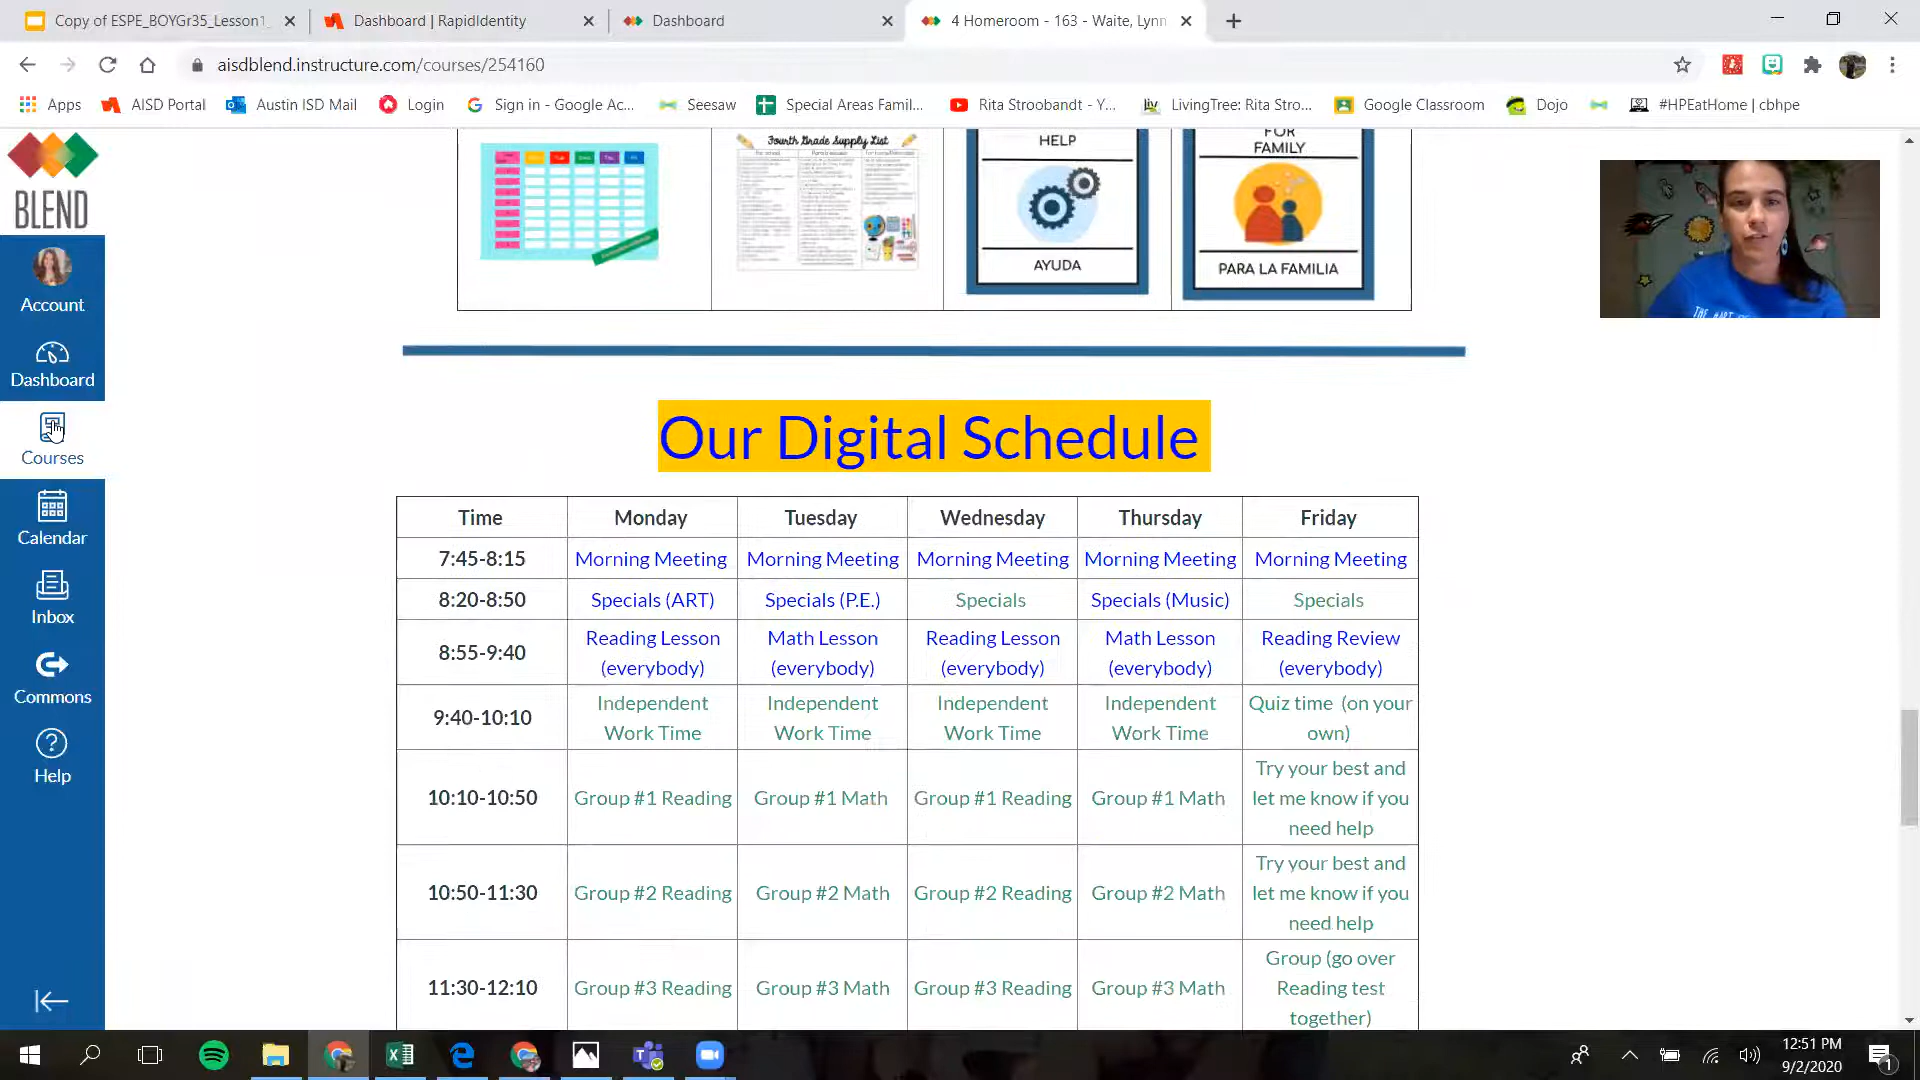 Copy of ESPE_BOYGr35_Lesson1_
Dashboard | RapidIdentity
Dashboard
4 Homeroom - 163 - Waite, Lynn
aisdblend.instructure.com/courses/254160
Apps
AISD Portal
Austin ISD Mail
Login
Sign in - Google Ac...
Seesaw
Special Areas Famil...
Rita Stroobandt - Y...
LivingTree: Rita Stro...
Google Classroom
Dojo
#HPEatHome | cbhpe
BLEND
Account
Dashboard
Courses
Calendar
Inbox
Commons
Help
Fourth Grade Supply List
HELP
AYUDA
FOR
FAMILY
PARA LA FAMILIA
Our Digital Schedule
Time Monday Tuesday Wednesday Thursday Friday
7:45-8:15 Morning Meeting Morning Meeting Morning Meeting Morning Meeting Morning Meeting
8:20-8:50 Specials (ART) Specials (P.E.) Specials Specials (Music) Specials
8:55-9:40 Reading Lesson Math Lesson Reading Lesson Math Lesson Reading Review
(everybody) (everybody) (everybody) (everybody) (everybody)
9:40-10:10 Independent Independent Independent Independent Quiz time (on your
Work Time Work Time Work Time Work Time own)
10:10-10:50 Group #1 Reading Group #1 Math Group #1 Reading Group #1 Math Try your best and
let me know if you
need help
10:50-11:30 Group #2 Reading Group #2 Math Group #2 Reading Group #2 Math Try your best and
let me know if you
need help
11:30-12:10 Group #3 Reading Group #3 Math Group #3 Reading Group #3 Math Group (go over
Reading test
together)
12:51 PM
9/2/2020
1